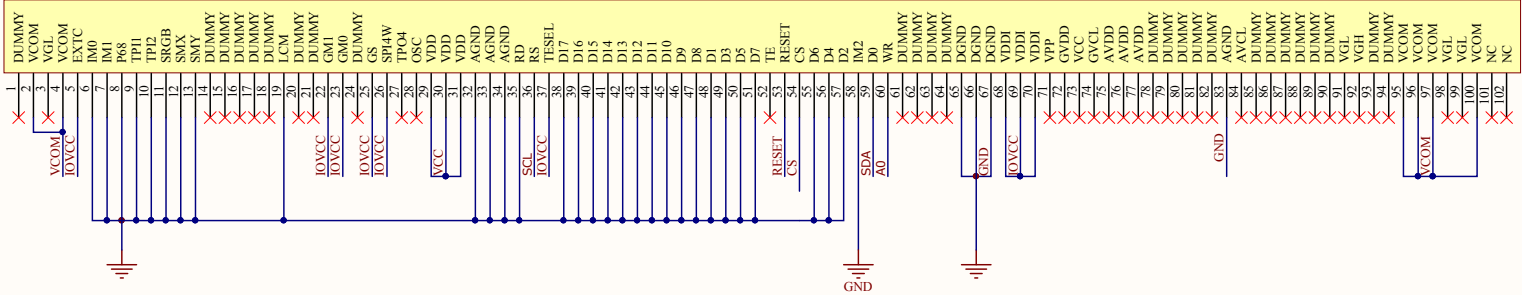 DUMMY
VCOM
VGL
VCOM
EXTC
IM0
IM1
P68
TPI1
TPI2
SRGB
SMX
SMY
DUMMY
DUMMY
DUMMY
DUMMY
DUMMY
LCM
DUMMY
DUMMY
GM1
GM0
DUMMY
GS
SPI4W
TPO4
OSC
VDD
VDD
VDD
AGND
AGND
AGND
RD
RS
TESEL
D17
D16
D15
D14
D13
D12
D11
D10
D9
D8
D1
D3
D5
D7
TE
RESET
CS
D6
D4
D2
IM2
D0
WR
DUMMY
DUMMY
DUMMY
DUMMY
DGND
DGND
DGND
VDDI
VDDI
VDDI
VPP
GVDD
VCC
GVCL
AVDD
AVDD
AVDD
DUMMY
DUMMY
DUMMY
DUMMY
DUMMY
AGND
AVCL
DUMMY
DUMMY
DUMMY
DUMMY
DUMMY
DUMMY
VGL
VGH
DUMMY
DUMMY
VCOM
VCOM
VCOM
VGL
VGL
VCOM
NC
NC
1
2
3
4
5
6
7
8
9
10
11
12
13
14
15
16
17
18
19
20
21
22
23
24
25
26
27
28
29
30
31
32
33
34
35
36
37
38
39
40
41
42
43
44
45
46
47
48
49
50
51
52
53
54
55
56
57
58
59
60
61
62
63
64
65
66
67
68
69
70
71
72
73
74
75
76
77
78
79
80
81
82
83
84
85
86
87
88
89
90
91
92
93
94
95
96
97
98
99
100
101
102
VCOM
IOVCC
IOVCC
IOVCC
IOVCC
IOVCC
VCC
SCL
IOVCC
RESET
CS
SDA
A0
GND
IOVCC
GND
VCOM
GND